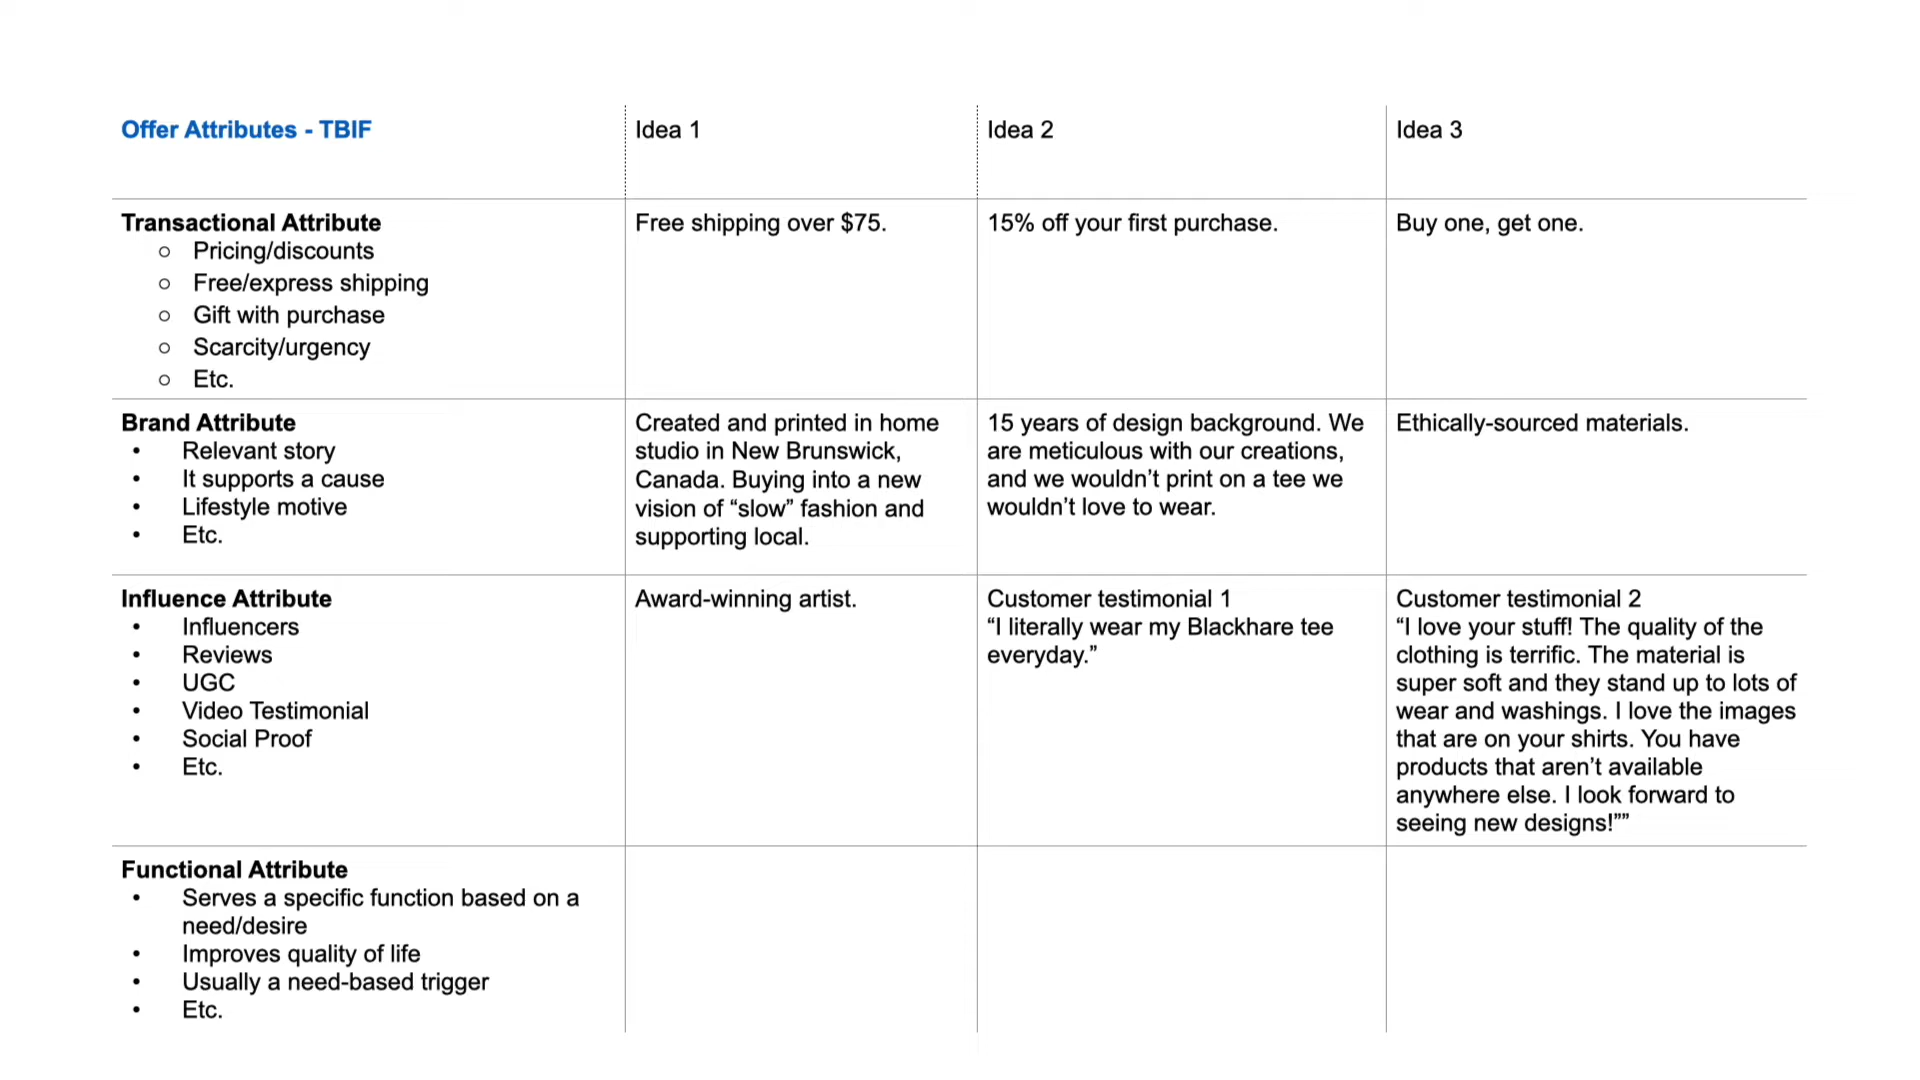 Offer Attributes - TBIF
Idea 1
Idea 2
Idea 3
Transactional Attribute
○ Pricing/discounts
○ Free/express shipping
○ Gift with purchase
○ Scarcity/urgency
○ Etc.
Free shipping over $75.
15% off your first purchase.
Buy one, get one.
Brand Attribute
• Relevant story
• It supports a cause
• Lifestyle motive
• Etc.
Created and printed in home
studio in New Brunswick,
Canada. Buying into a new
vision of “slow” fashion and
supporting local.
15 years of design background. We
are meticulous with our creations,
and we wouldn’t print on a tee we
wouldn’t love to wear.
Ethically-sourced materials.
Influence Attribute
• Influencers
• Reviews
• UGC
• Video Testimonial
• Social Proof
• Etc.
Award-winning artist.
Customer testimonial 1
“I literally wear my Blackhare tee
everyday.”
Customer testimonial 2
“I love your stuff! The quality of the
clothing is terrific. The material is
super soft and they stand up to lots of
wear and washings. I love the images
that are on your shirts. You have
products that aren’t available
anywhere else. I look forward to
seeing new designs!””
Functional Attribute
• Serves a specific function based on a
need/desire
• Improves quality of life
• Usually a need-based trigger
• Etc.